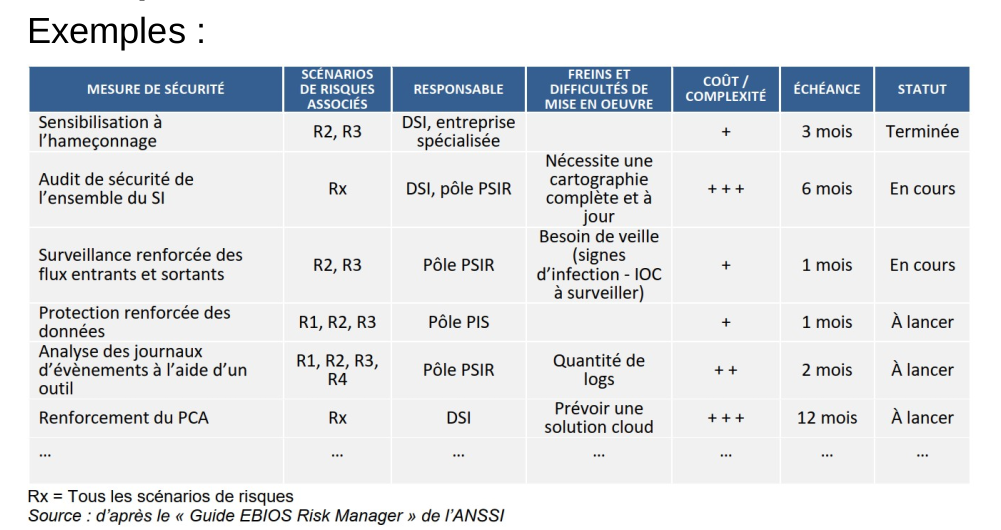 Exemples :
MESURE DE SÉCURITÉ
SCÉNARIOS
DE RISQUES
ASSOCIÉS
RESPONSABLE
FREINS ET
DIFFICULTÉS DE
MISE EN OEUVRE
COÛT /
COMPLEXITÉ
ÉCHÉANCE
STATUT
Sensibilisation à
l’hameçonnage
R2, R3
DSI, entreprise
spécialisée
+
3 mois
Terminée
Audit de sécurité de
l’ensemble du SI
Rx
DSI, pôle PSIR
Nécessite une
cartographie
complète et à
jour
+ + +
6 mois
En cours
Surveillance renforcée des
flux entrants et sortants
R2, R3
Pôle PSIR
Besoin de veille
(signes
d’infection - IOC
à surveiller)
+
1 mois
En cours
Protection renforcée des
données
R1, R2, R3
Pôle PIS
+
1 mois
À lancer
Analyse des journaux
d’évènements à l’aide d’un
outil
R1, R2, R3,
R4
Pôle PSIR
Quantité de
logs
+ +
2 mois
À lancer
Renforcement du PCA
Rx
DSI
Prévoir une
solution cloud
+ + +
12 mois
À lancer
...
...
...
...
...
...
...
Rx = Tous les scénarios de risques
Source : d’après le « Guide EBIOS Risk Manager » de l’ANSSI